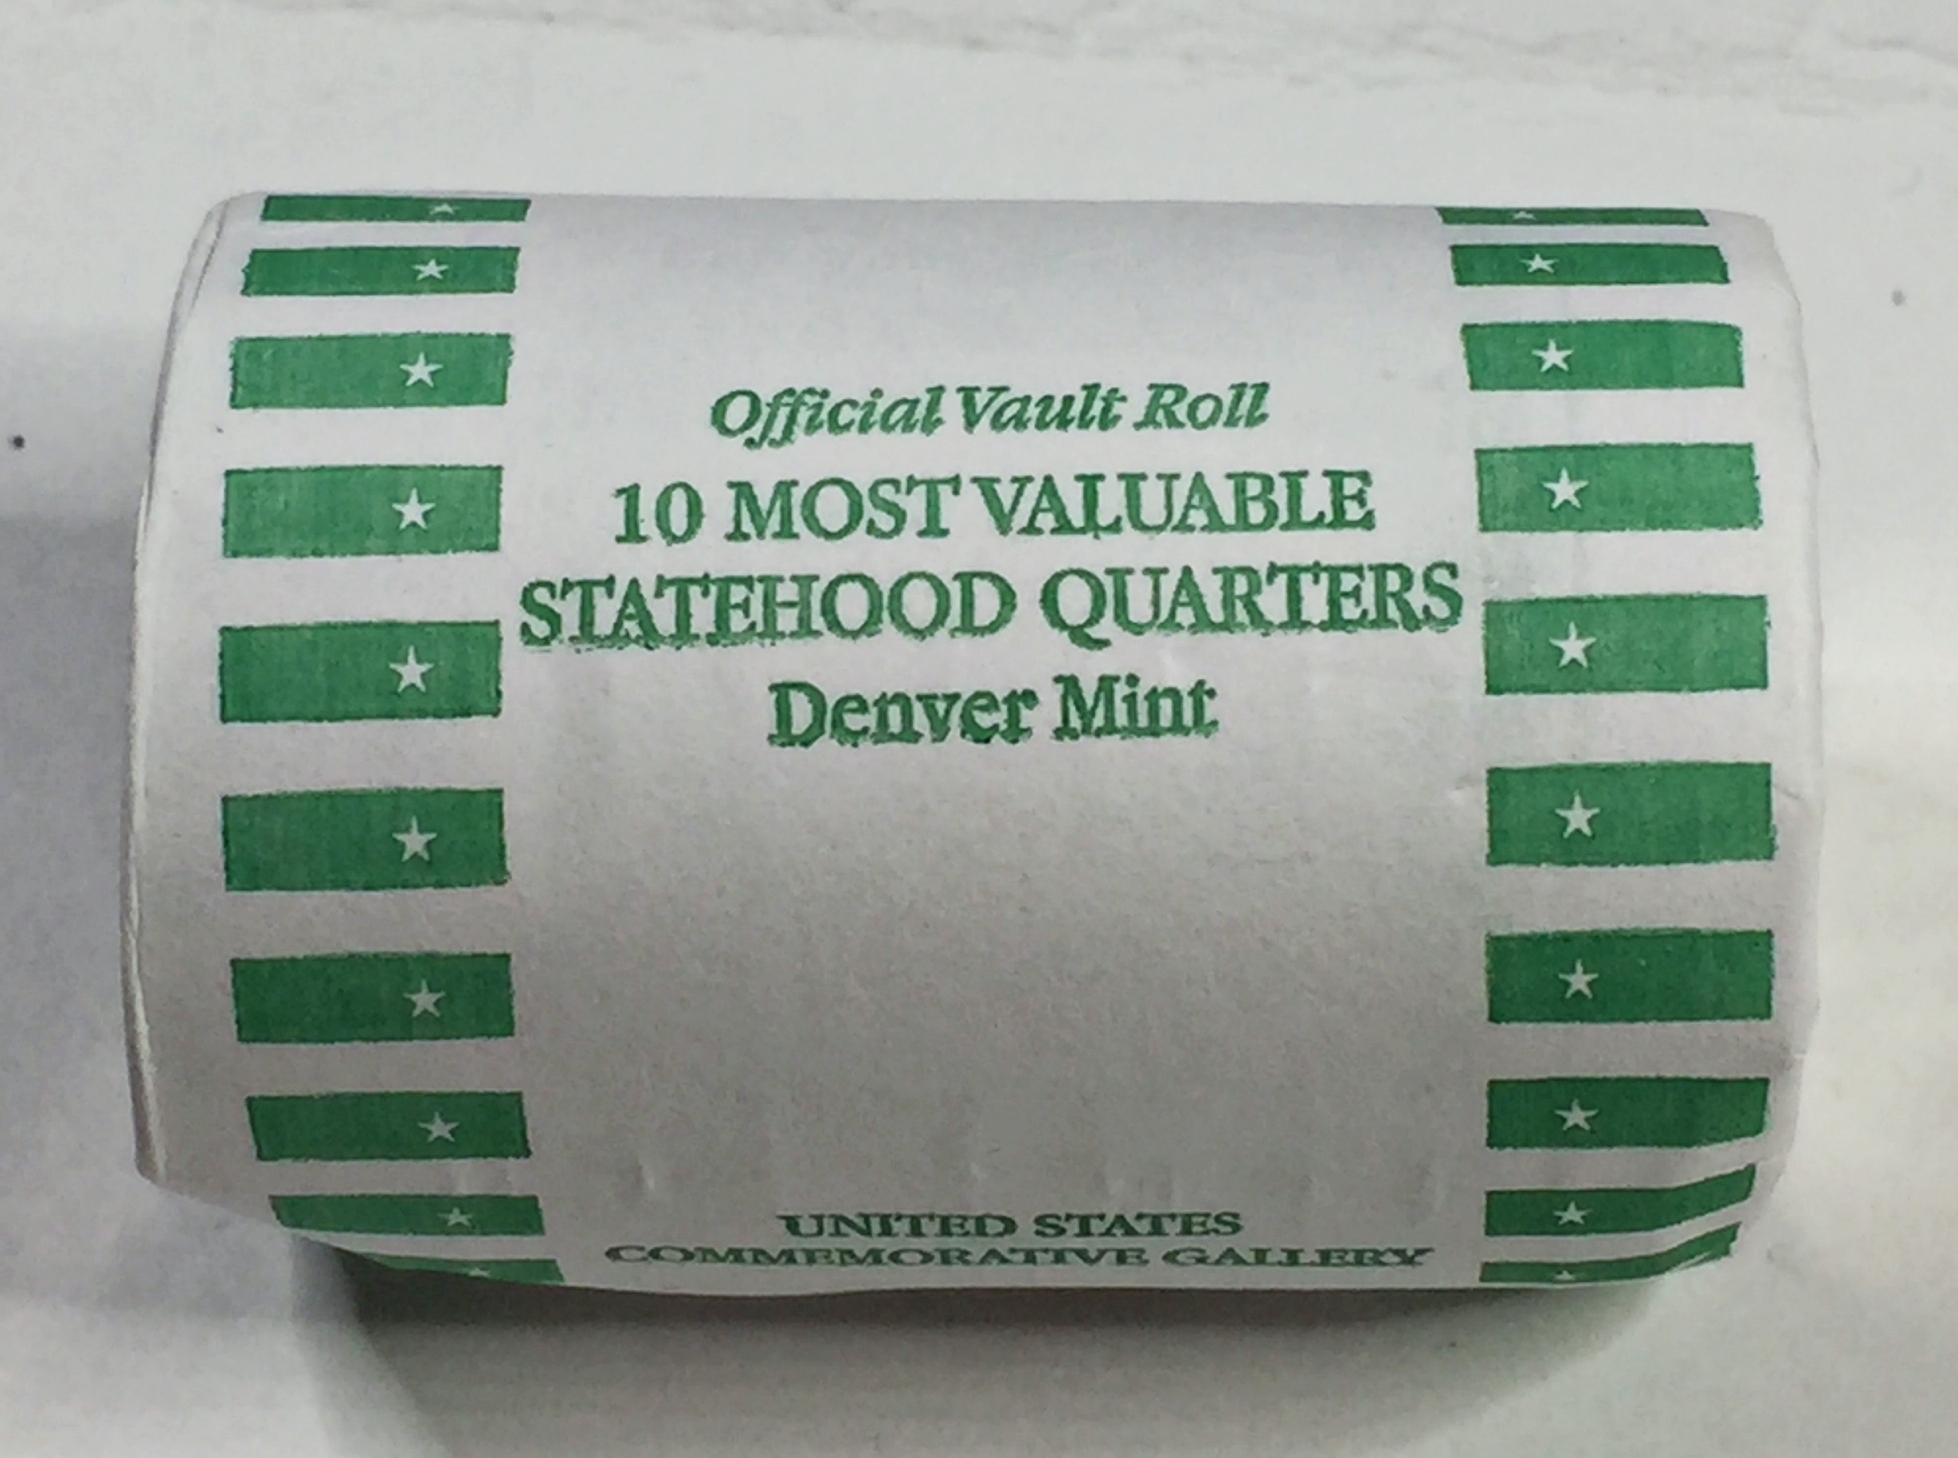 Official Vault Roll
10 MOST VALUABLE
STATEHOOD QUARTERS
Denver Mint
UNITED STATES
COMMEMORATIVE GALLERY